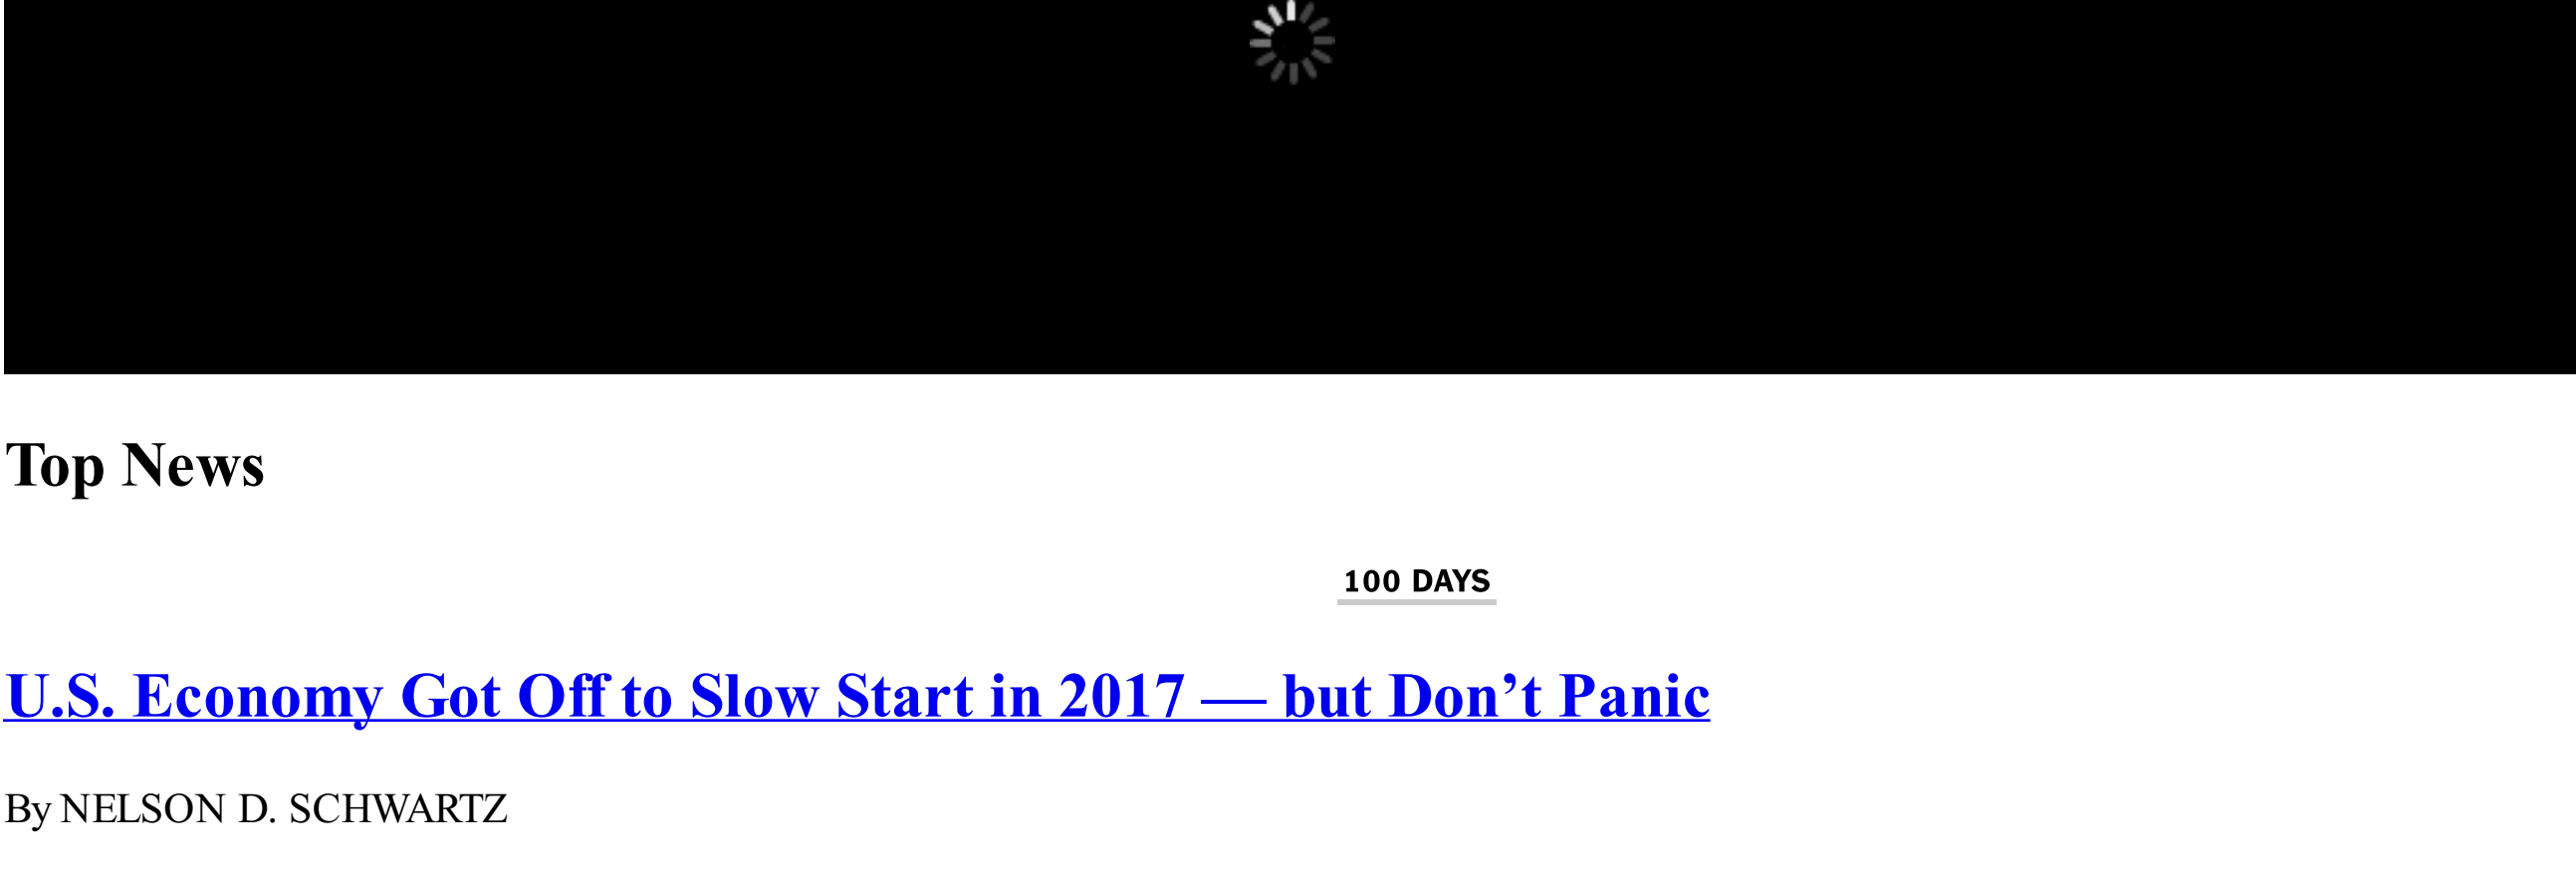 Top News
100 DAYS
U.S. Economy Got Off to Slow Start in 2017 — but Don’t Panic
By NELSON D. SCHWARTZ